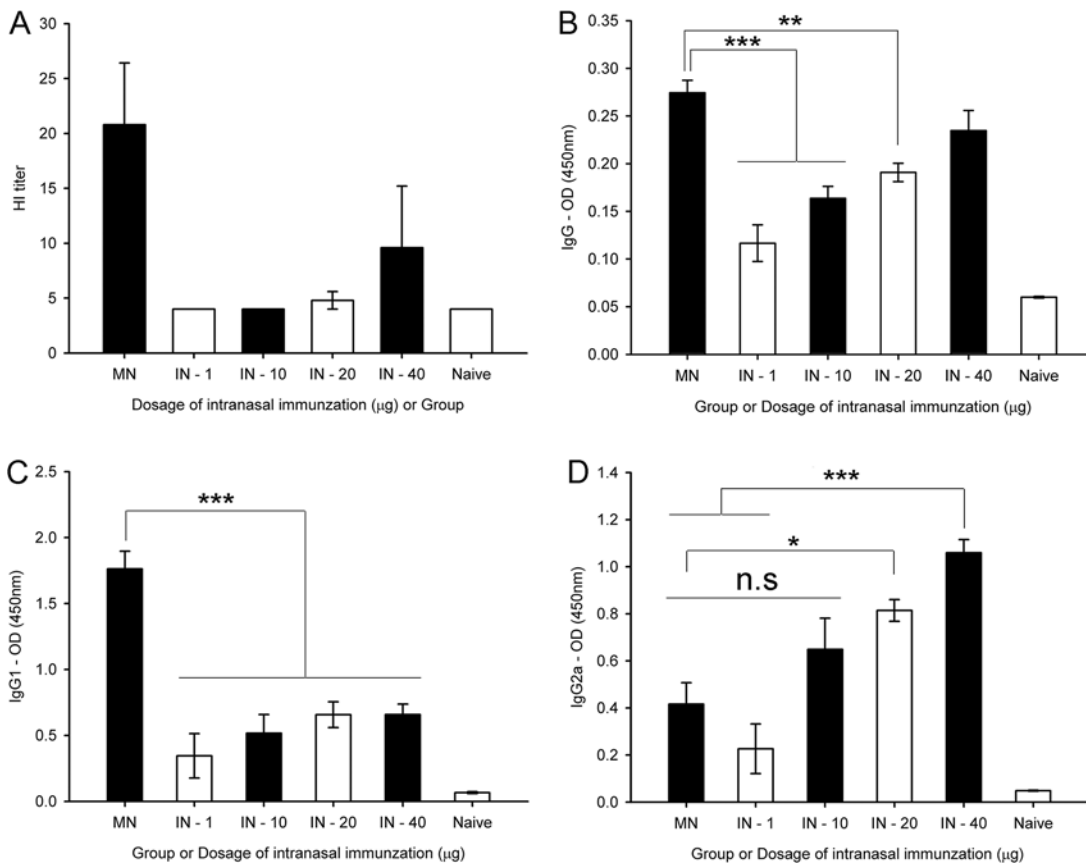 A
30
25
20
15
10
5
0
HI titer
MN IN - 1 IN - 10 IN - 20 IN - 40 Naive
Dosage of intranasal immunzation (μg) or Group
B
**
***
0.35
0.30
0.25
0.20
0.15
0.10
0.05
0.00
IgG - OD (450nm)
MN IN - 1 IN - 10 IN - 20 IN - 40 Naive
Group or Dosage of intranasal immunzation (μg)
C
***
2.5
2.0
1.5
1.0
0.5
0.0
IgG1 - OD (450nm)
MN IN - 1 IN - 10 IN - 20 IN - 40 Naive
Group or Dosage of intranasal immunzation (μg)
D
***
*
n.s
1.4
1.2
1.0
0.8
0.6
0.4
0.2
0.0
IgG2a - OD (450nm)
MN IN - 1 IN - 10 IN - 20 IN - 40 Naive
Group or Dosage of intranasal immunzation (μg)